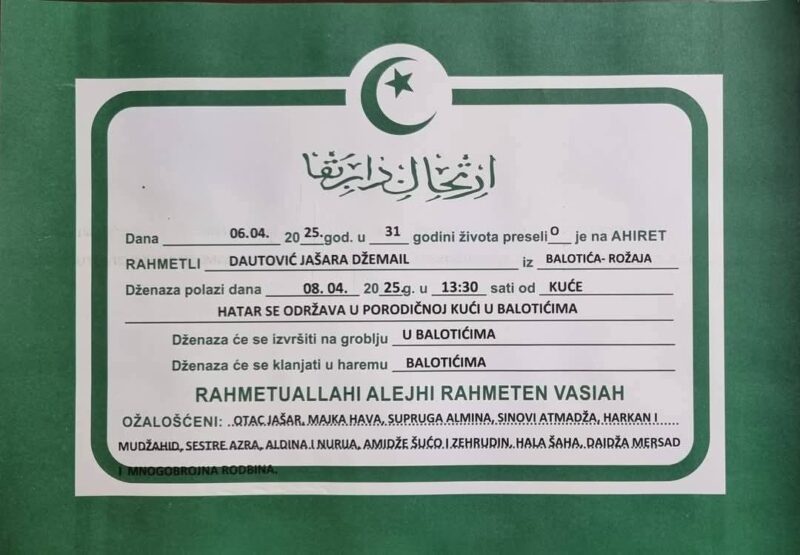 ارتحال دار بقا
Dana 06.04. 2025.god. u 31 godini života preselio je na AHIRET
RAHMETLI DAUTOVIĆ JAŠARA DŽEMAIL iz BALOTIĆA- ROŽAJA
Dženaza polazi dana 08.04. 2025.g. u 13:30 sati od KUĆE
HATAR SE ODRŽAVA U PORODIČNOJ KUĆI U BALOTIĆIMA
Dženaza će se izvršiti na groblju U BALOTIĆIMA
Dženaza će se klanjati u haremu BALOTIĆIMA
RAHMETUALLAHI ALEJHI RAHMETEN VASIAH
OŽALOŠĆENI: OTAC JAŠAR, MAJKA HAVA, SUPRUGA ALMINA, SINOVI ATMADŽA, HARKAN I
MUDŽAHID, SESTRE AZRA, ALDINA I NURIJA, AMIDŽE ŠUĆO I ZEHRUDIN, HALA ŠAHA, DAIDŽA MERSAD
I MNOGOBROJNA RODBINA.